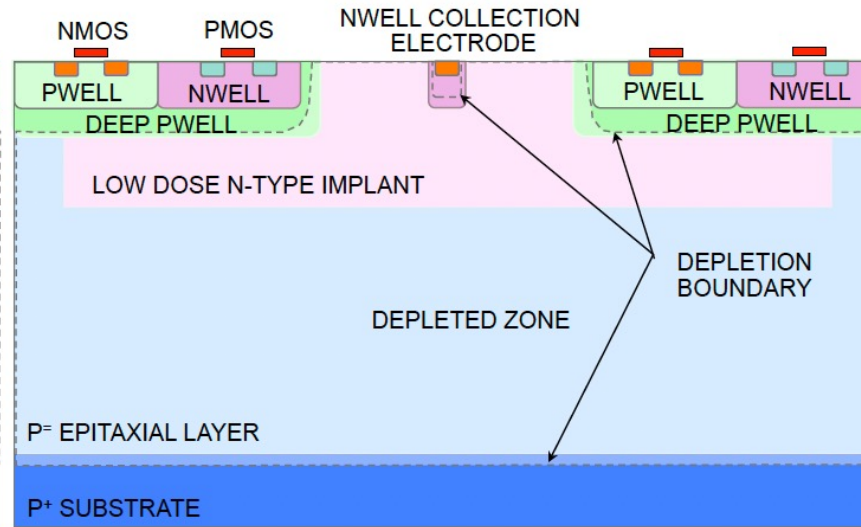 NMOS
PMOS
NWELL COLLECTION
ELECTRODE
PWELL
NWELL
PWELL
NWELL
DEEP PWELL
DEEP PWELL
LOW DOSE N-TYPE IMPLANT
DEPLETION
BOUNDARY
DEPLETED ZONE
P= EPITAXIAL LAYER
P+ SUBSTRATE